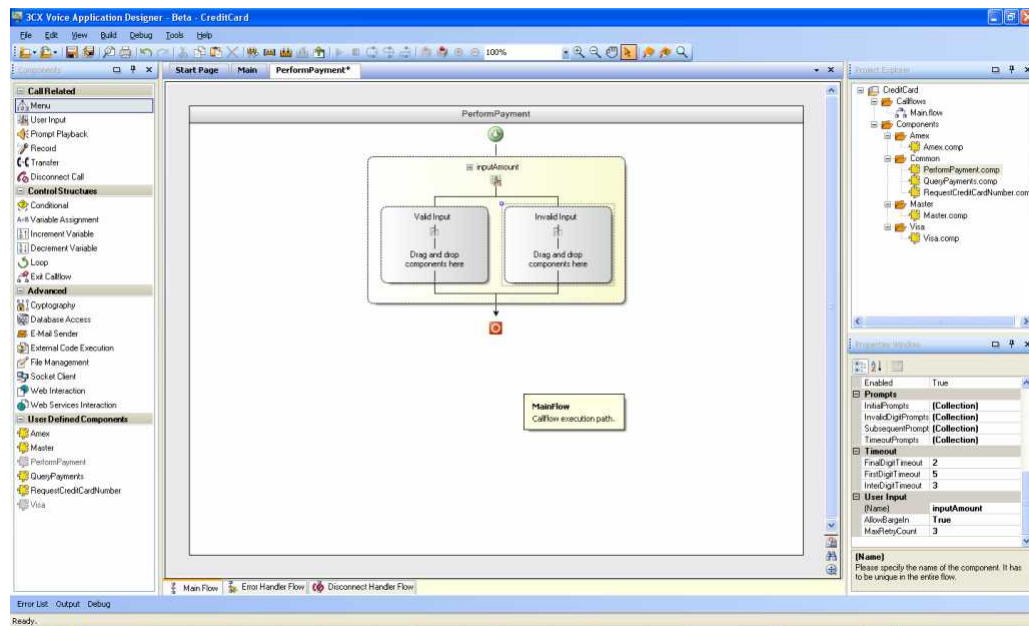 3CX Voice Application Designer - Beta - CreditCard
File Edit View Build Debug Tools Help
100%
Components
Start Page Main PerformPayment*
Project Explorer
Call Related
Menu
User Input
Prompt Playback
Record
Transfer
Disconnect Call
Control Structures
Conditional
A=B Variable Assignment
Increment Variable
Decrement Variable
Loop
Exit Callflow
Advanced
Cryptography
Database Access
E-Mail Sender
External Code Execution
File Management
Socket Client
Web Interaction
Web Services Interaction
User Defined Components
Amex
Master
PerformPayment
QueryPayments
RequestCreditCardNumber
Visa
PerformPayment
inputAmount
Valid Input
Drag and drop
components here
Invalid Input
Drag and drop
components here
MainFlow
Callflow execution path.
Main Flow Error Handler Flow Disconnect Handler Flow
CreditCard
Callflows
Main.flow
Components
Amex
Amex.comp
Common
PerformPayment.comp
QueryPayments.comp
RequestCreditCardNumber.com
Master
Master.comp
Visa
Visa.comp
Properties Window
Enabled True
Prompts
InitialPrompts (Collection)
InvalidDigitPrompts (Collection)
SubsequentPrompt (Collection)
TimeoutPrompts (Collection)
Timeout
FinalDigitTimeout 2
FirstDigitTimeout 5
InterDigitTimeout 3
User Input
(Name) inputAmount
AllowBargeIn True
MaxRetryCount 3
(Name)
Please specify the name of the component. It has
to be unique in the entire flow.
Error List Output Debug
Ready.